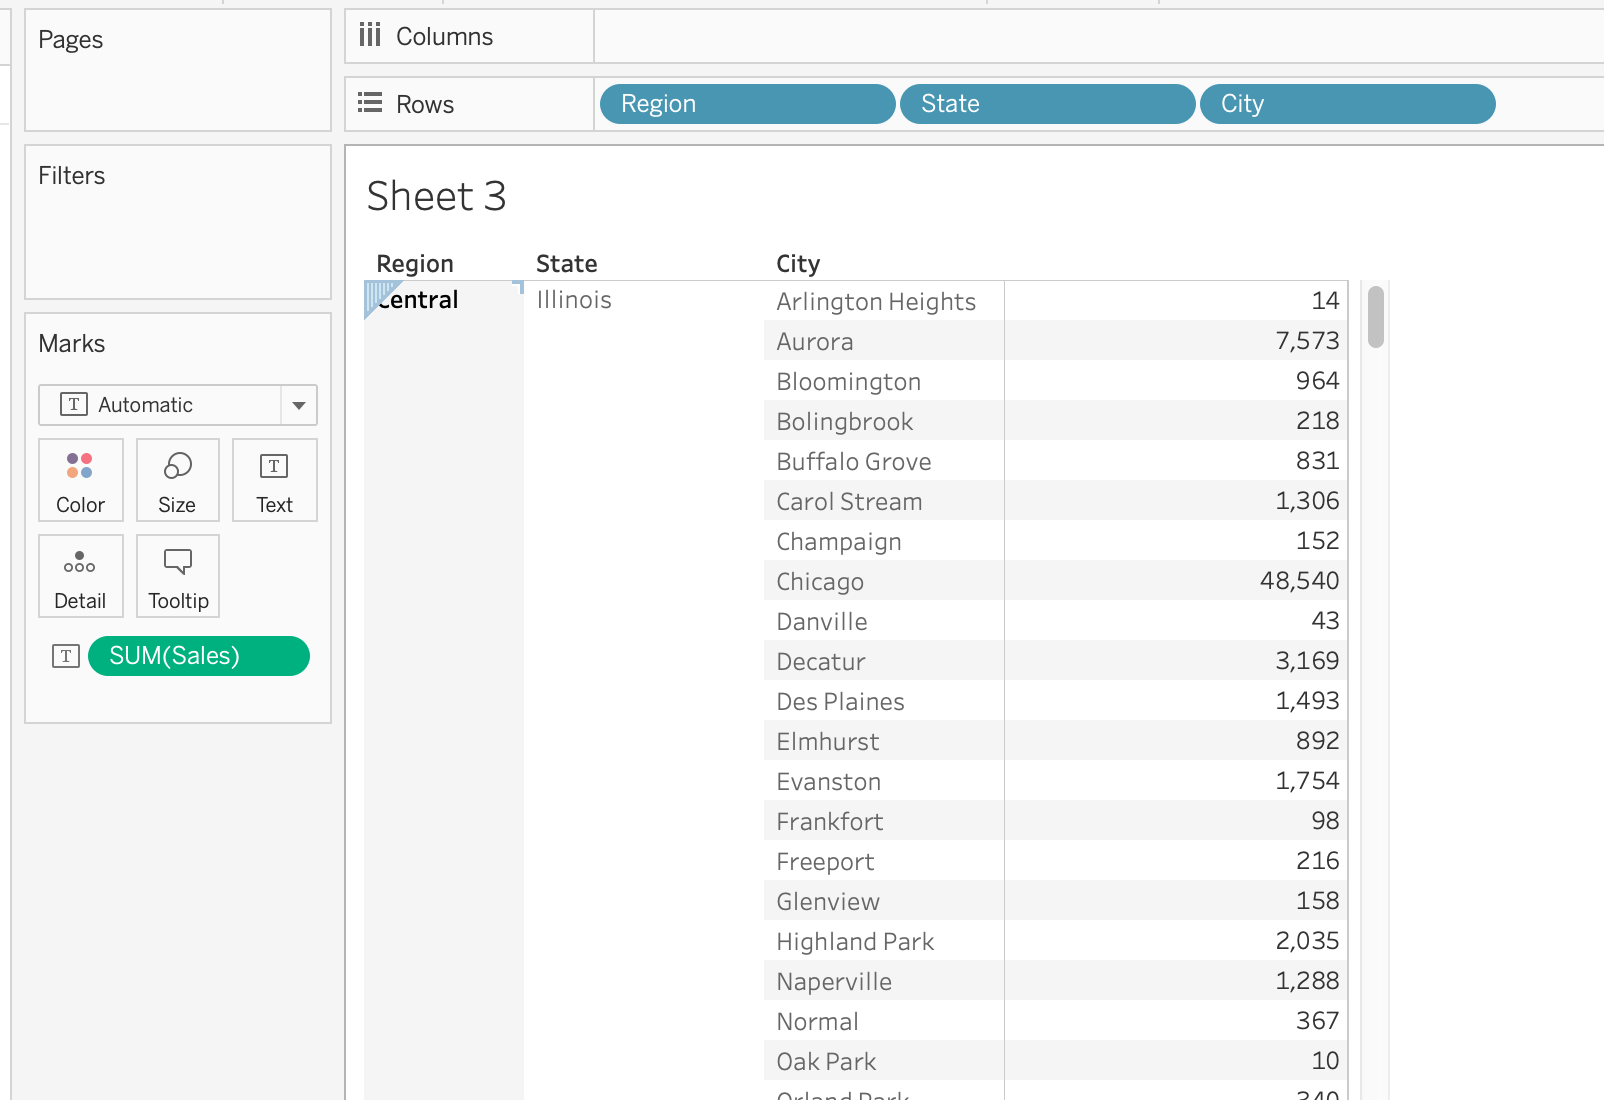 Pages
Columns
Rows Region State City
Filters
Sheet 3
Region State City
Central Illinois Arlington Heights 14
Aurora 7,573
Bloomington 964
Bolingbrook 218
Buffalo Grove 831
Carol Stream 1,306
Champaign 152
Chicago 48,540
Danville 43
Decatur 3,169
Des Plaines 1,493
Elmhurst 892
Evanston 1,754
Frankfort 98
Freeport 216
Glenview 158
Highland Park 2,035
Naperville 1,288
Normal 367
Oak Park 10
Orland Park 340
Marks
T Automatic
Color Size T Text
Detail Tooltip
T SUM(Sales)